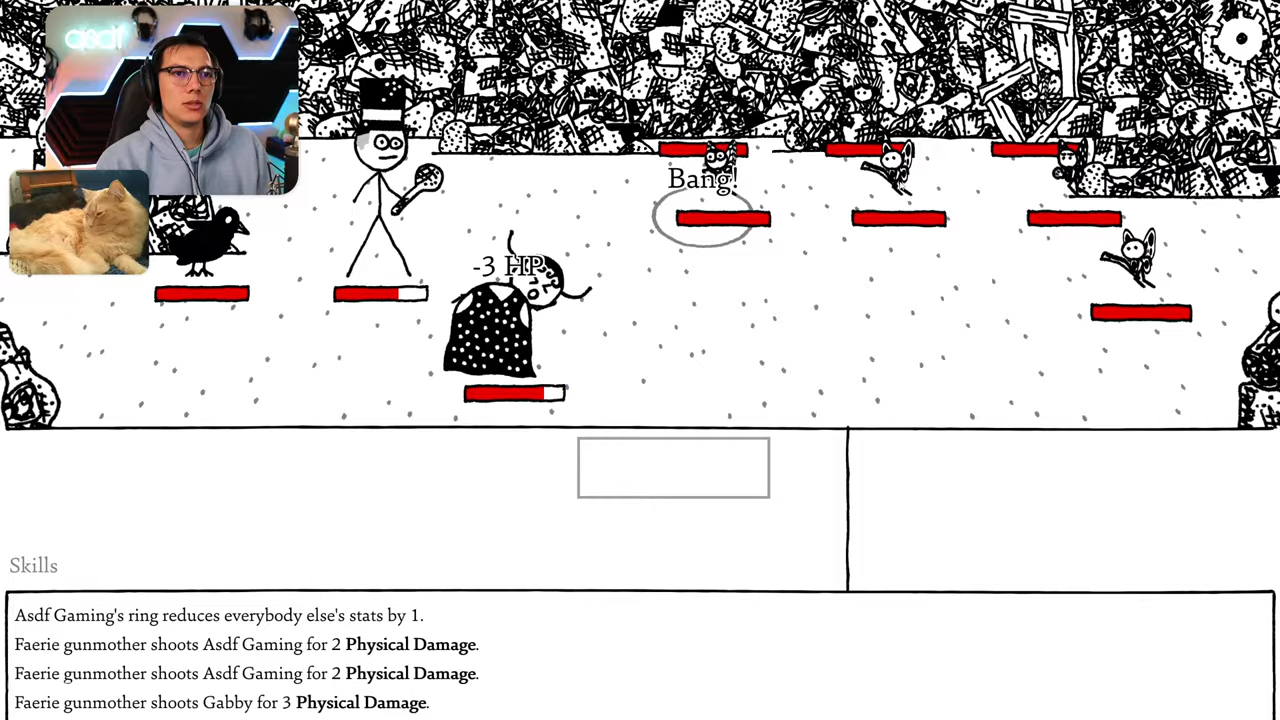 asdf
Bang!
-3 HP
Skills
Asdf Gaming's ring reduces everybody else's stats by 1.
Faerie gunmother shoots Asdf Gaming for 2 Physical Damage.
Faerie gunmother shoots Asdf Gaming for 2 Physical Damage.
Faerie gunmother shoots Gabby for 3 Physical Damage.